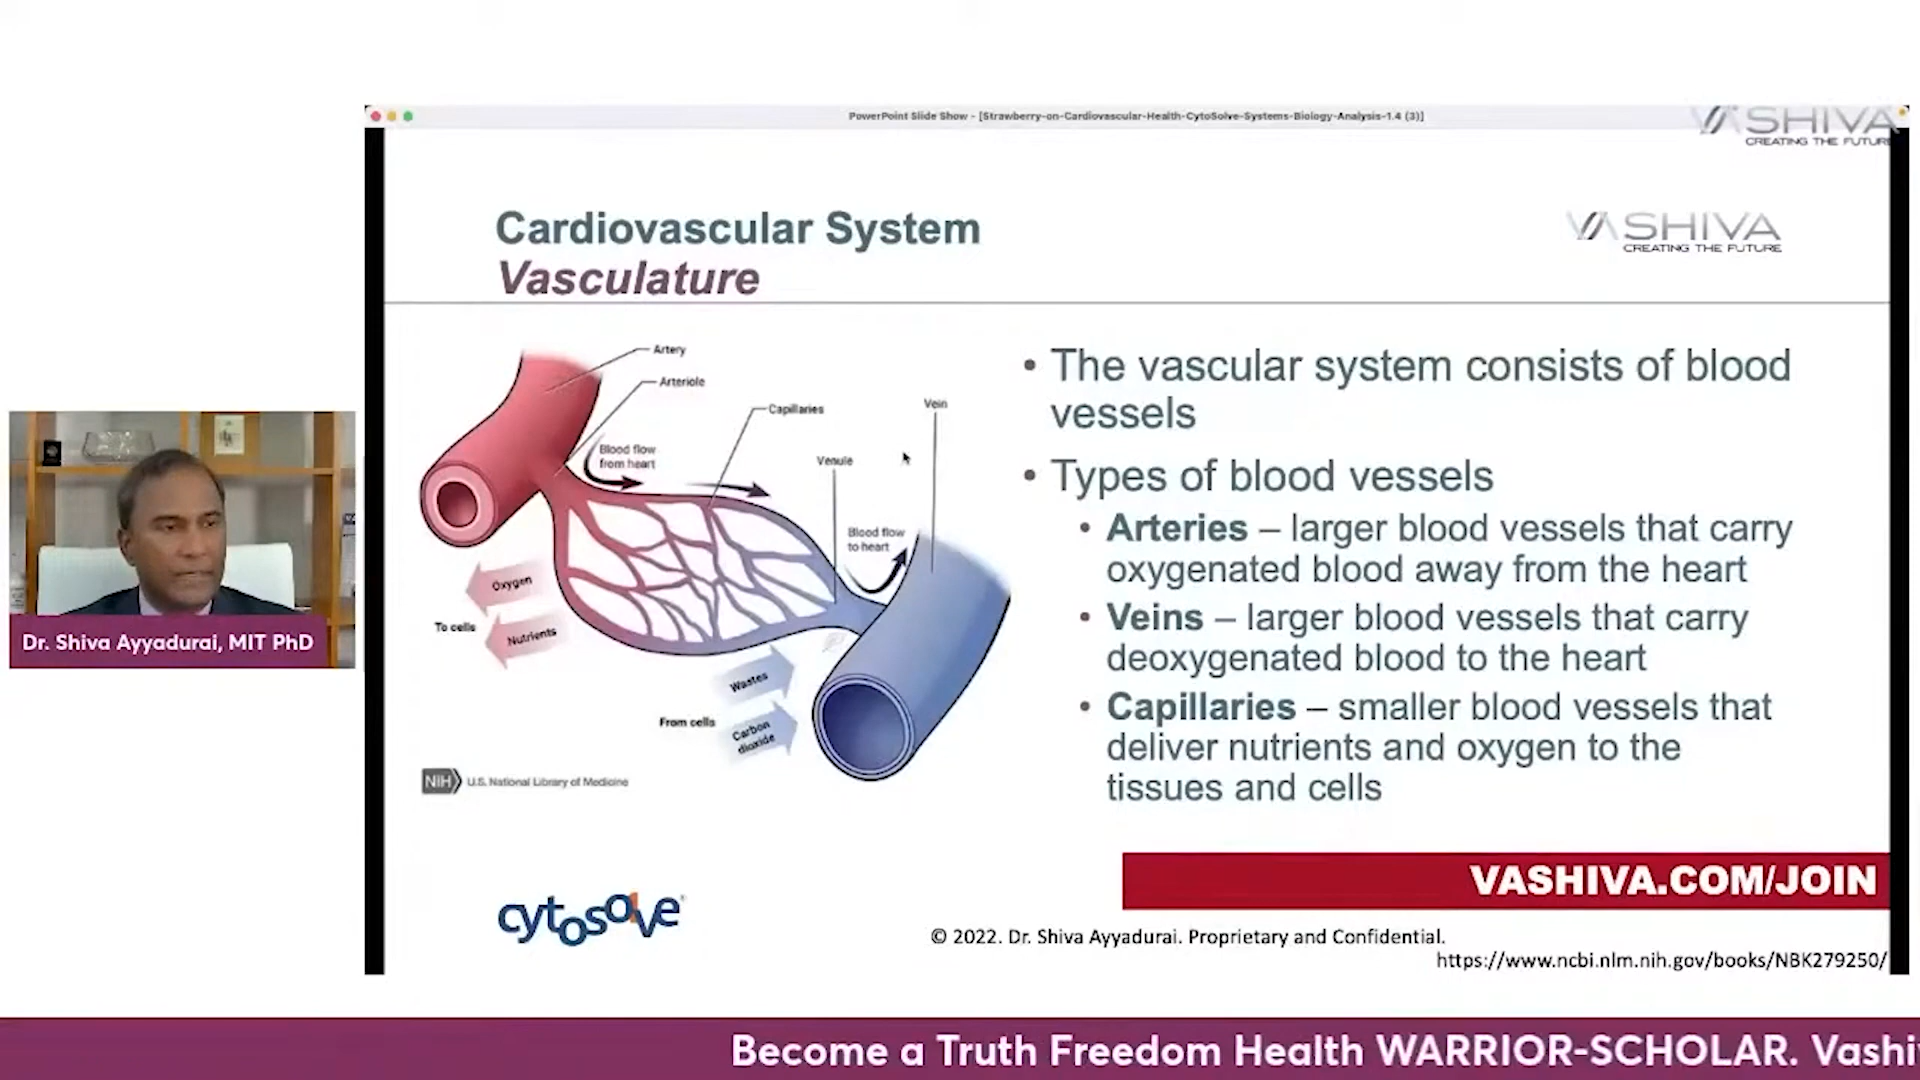 PowerPoint Slide Show - [Strawberry-on-Cardiovascular-Health-CytoSolve-Systems-Biology-Analysis-1.4 (3)]
VASHIVA
CREATING THE FUTURE
Cardiovascular System
Vasculature
VASHIVA
CREATING THE FUTURE
Artery
Arteriole
Capillaries
Vein
Blood flow
from heart
Venule
Blood flow
to heart
Oxygen
To cells
Nutrients
Wastes
From cells
Carbon
dioxide
NIH U.S. National Library of Medicine
• The vascular system consists of blood
vessels
• Types of blood vessels
• Arteries – larger blood vessels that carry
oxygenated blood away from the heart
• Veins – larger blood vessels that carry
deoxygenated blood to the heart
• Capillaries – smaller blood vessels that
deliver nutrients and oxygen to the
tissues and cells
Dr. Shiva Ayyadurai, MIT PhD
VASHIVA.COM/JOIN
cytosolve
© 2022. Dr. Shiva Ayyadurai. Proprietary and Confidential.
https://www.ncbi.nlm.nih.gov/books/NBK279250/
Become a Truth Freedom Health WARRIOR-SCHOLAR. Vashiv